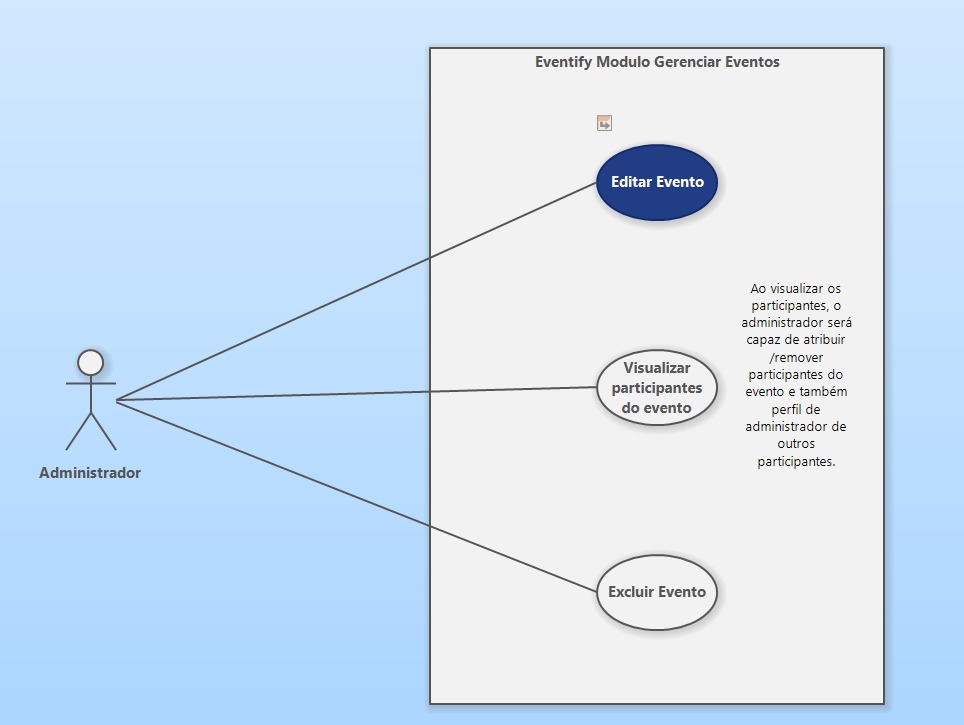 Eventify Modulo Gerenciar Eventos
Editar Evento
Ao visualizar os
participantes, o
administrador será
capaz de atribuir
/remover
participantes do
evento e também
perfil de
administrador de
outros
participantes.
Visualizar
participantes
do evento
Administrador
Excluir Evento